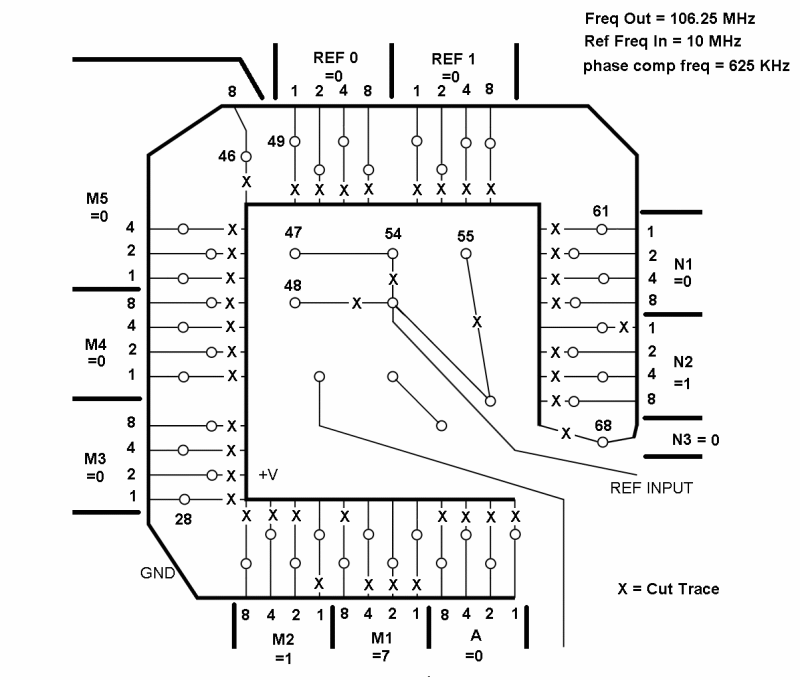 Freq Out = 106.25 MHz
Ref Freq In = 10 MHz
phase comp freq = 625 KHz
REF 0
=0
REF 1
=0
8 1 2 4 8 1 2 4 8
49
46
X
X X X X X X X X
M5
=0
4 X
2 X
1 X
M4
=0
8 X
4 X
2 X
1 X
M3
=0
8 X
4 X
2 X
1 X
28
47 54 55
X
48 X
X
+V
61
X 1
X 2
X 4
X 8
N1
=0
X 1
X 2
X 4
X 8
N2
=1
68
X
N3 = 0
REF INPUT
GND
X X X X X X X X
X X X X
8 4 2 1 8 4 2 1 8 4 2 1
M2
=1
M1
=7
A
=0
X = Cut Trace